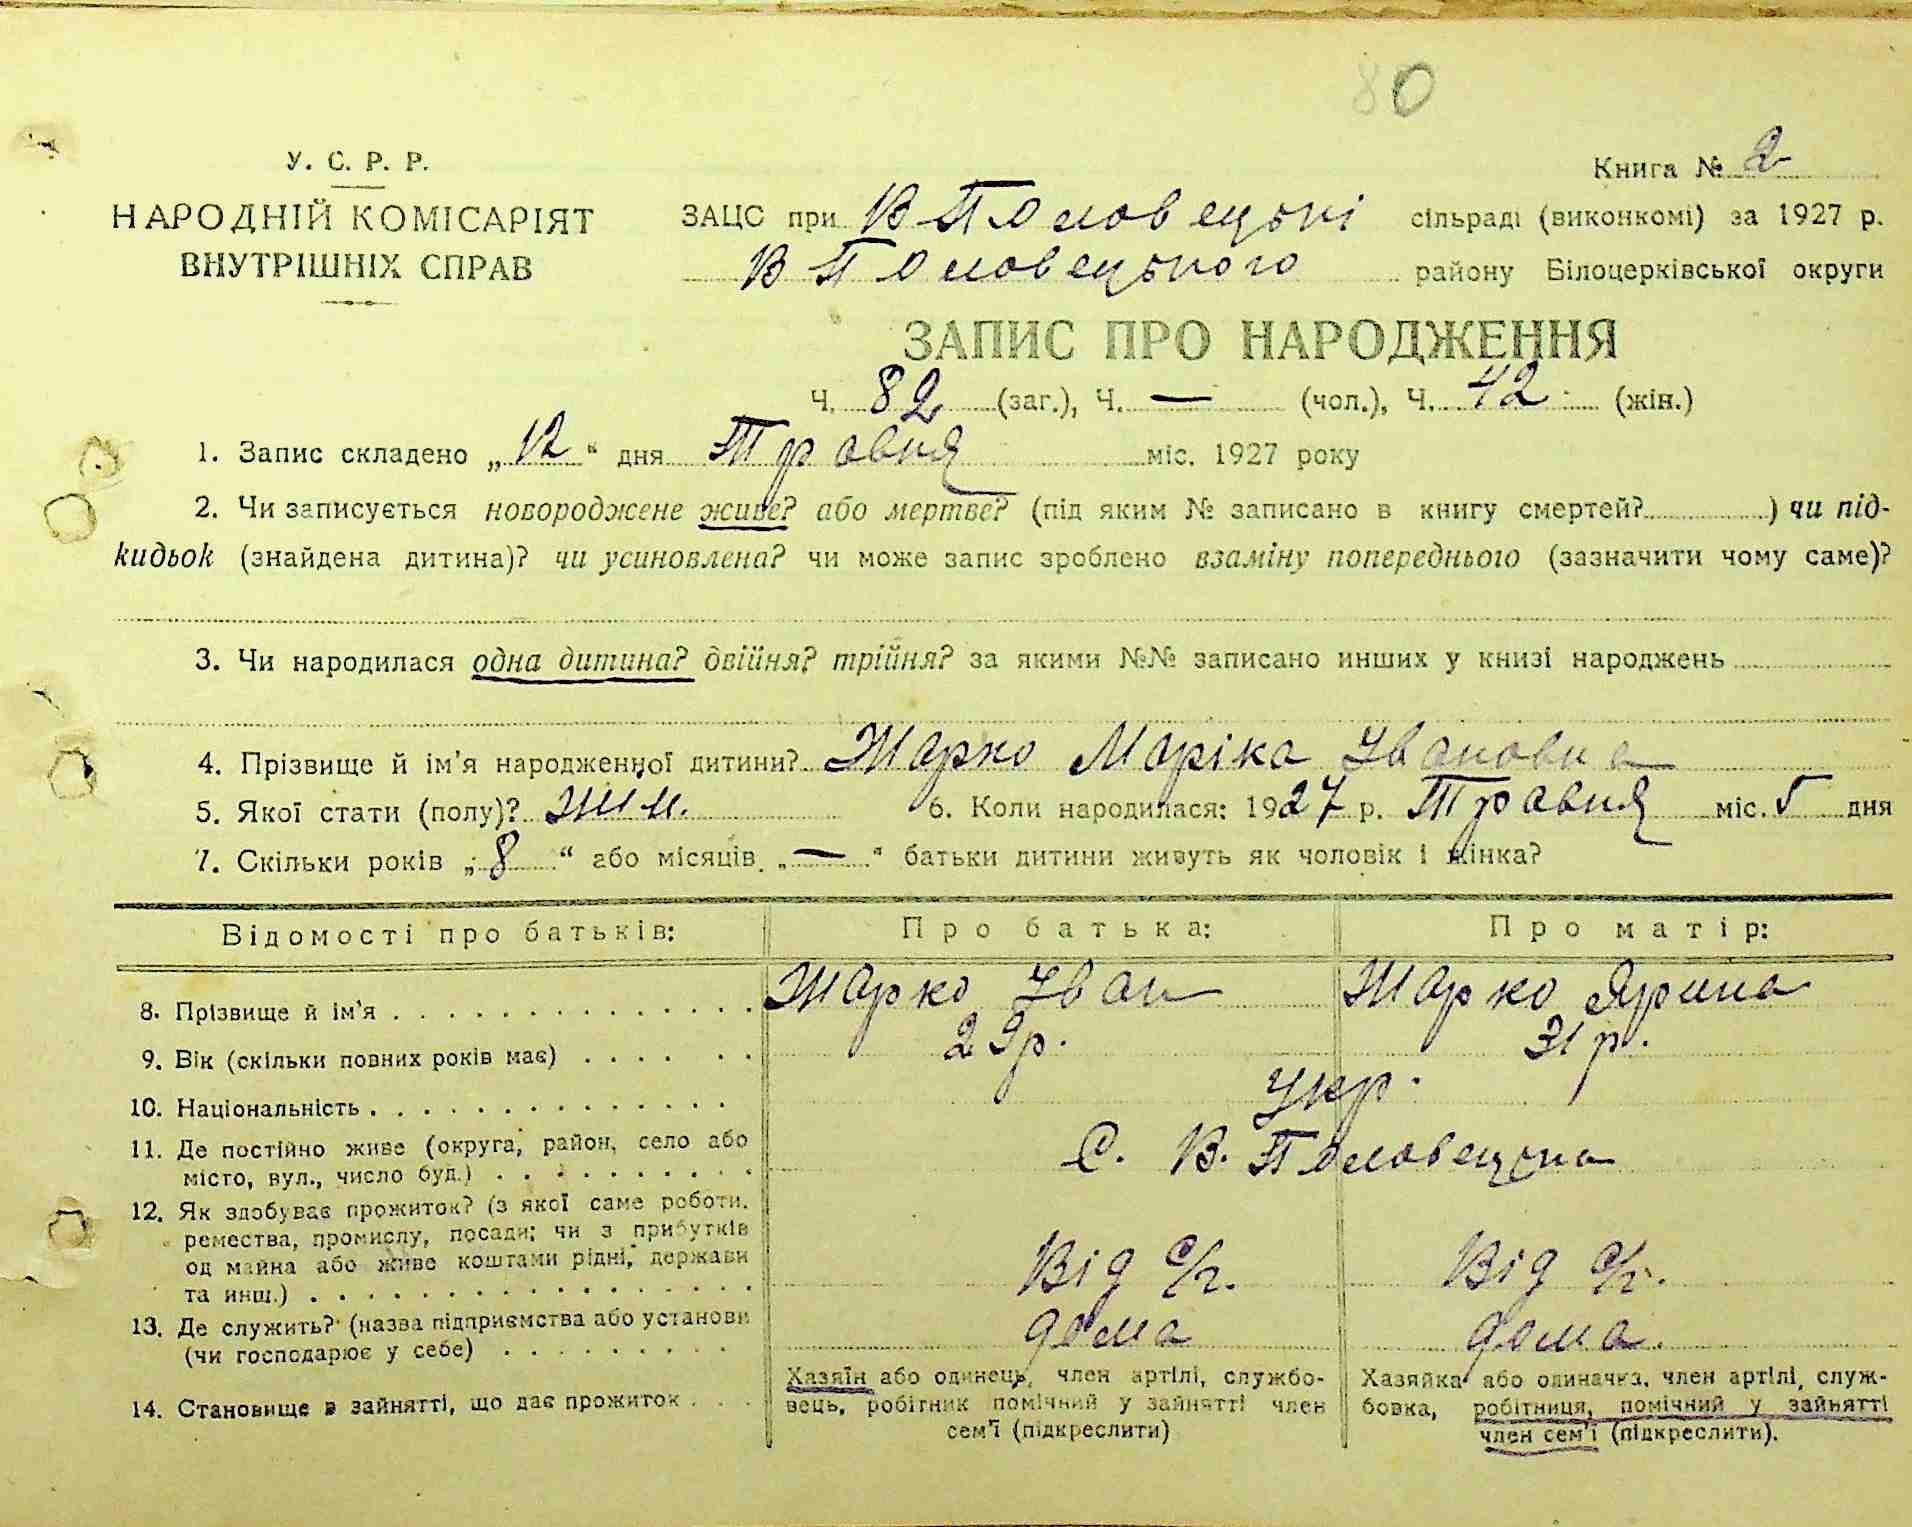 80
У. С. Р. Р.
НАРОДНІЙ КОМІСАРІЯТ
ВНУТРІШНІХ СПРАВ
Книга № 2
ЗАЦС при В Половецькі сільраді (виконкомі) за 1927 р.
В Половецького району Білоцерківської округи
ЗАПИС ПРО НАРОДЖЕННЯ
Ч. 82 (заг.), Ч. — (чол.), Ч. 42 (жін.)
1. Запис складено „12“ дня Травня міс. 1927 року
2. Чи записується новороджене живе? або мертве? (під яким № записано в книгу смертей? ) чи під-
кидьок (знайдена дитина)? чи усиновлена? чи може запис зроблено взаміну попереднього (зазначити чому саме)?
3. Чи народилася одна дитина? двійня? трійня? за якими №№ записано инших у книзі народжень
4. Прізвище й ім'я народженної дитини? Жарко Маріка Івановна
5. Якої стати (полу)? жін. 6. Коли народилася: 1927 р. Травня міс. 5 дня
7. Скільки років „8“ або місяців „—“ батьки дитини живуть як чоловік і жінка?
Відомості про батьків: Про батька: Про матір:
8. Прізвище й ім'я Жарко Іван Жарко Ярина
9. Вік (скільки повних років має) 29р. 31 р.
10. Національність Укр.
11. Де постійно живе (округа, район, село або
місто, вул., число буд.) С. В. Половецька
12. Як здобуває прожиток? (з якої саме роботи,
ремества, промислу, посади; чи з прибутків
од майна або живе коштами рідні, держави
та инш.) Від с/г. Від с/г.
13. Де служить? (назва підприємства або установи
(чи господарює у себе) дома дома.
14. Становище в зайнятті, що дає прожиток
Хазяїн або одинець, член артілі, службо-
вець, робітник помічний у зайнятті член
сем'ї (підкреслити)
Хазяйка або одиначка, член артілі, служ-
бовка, робітниця, помічний у зайнятті
член сем'ї (підкреслити).